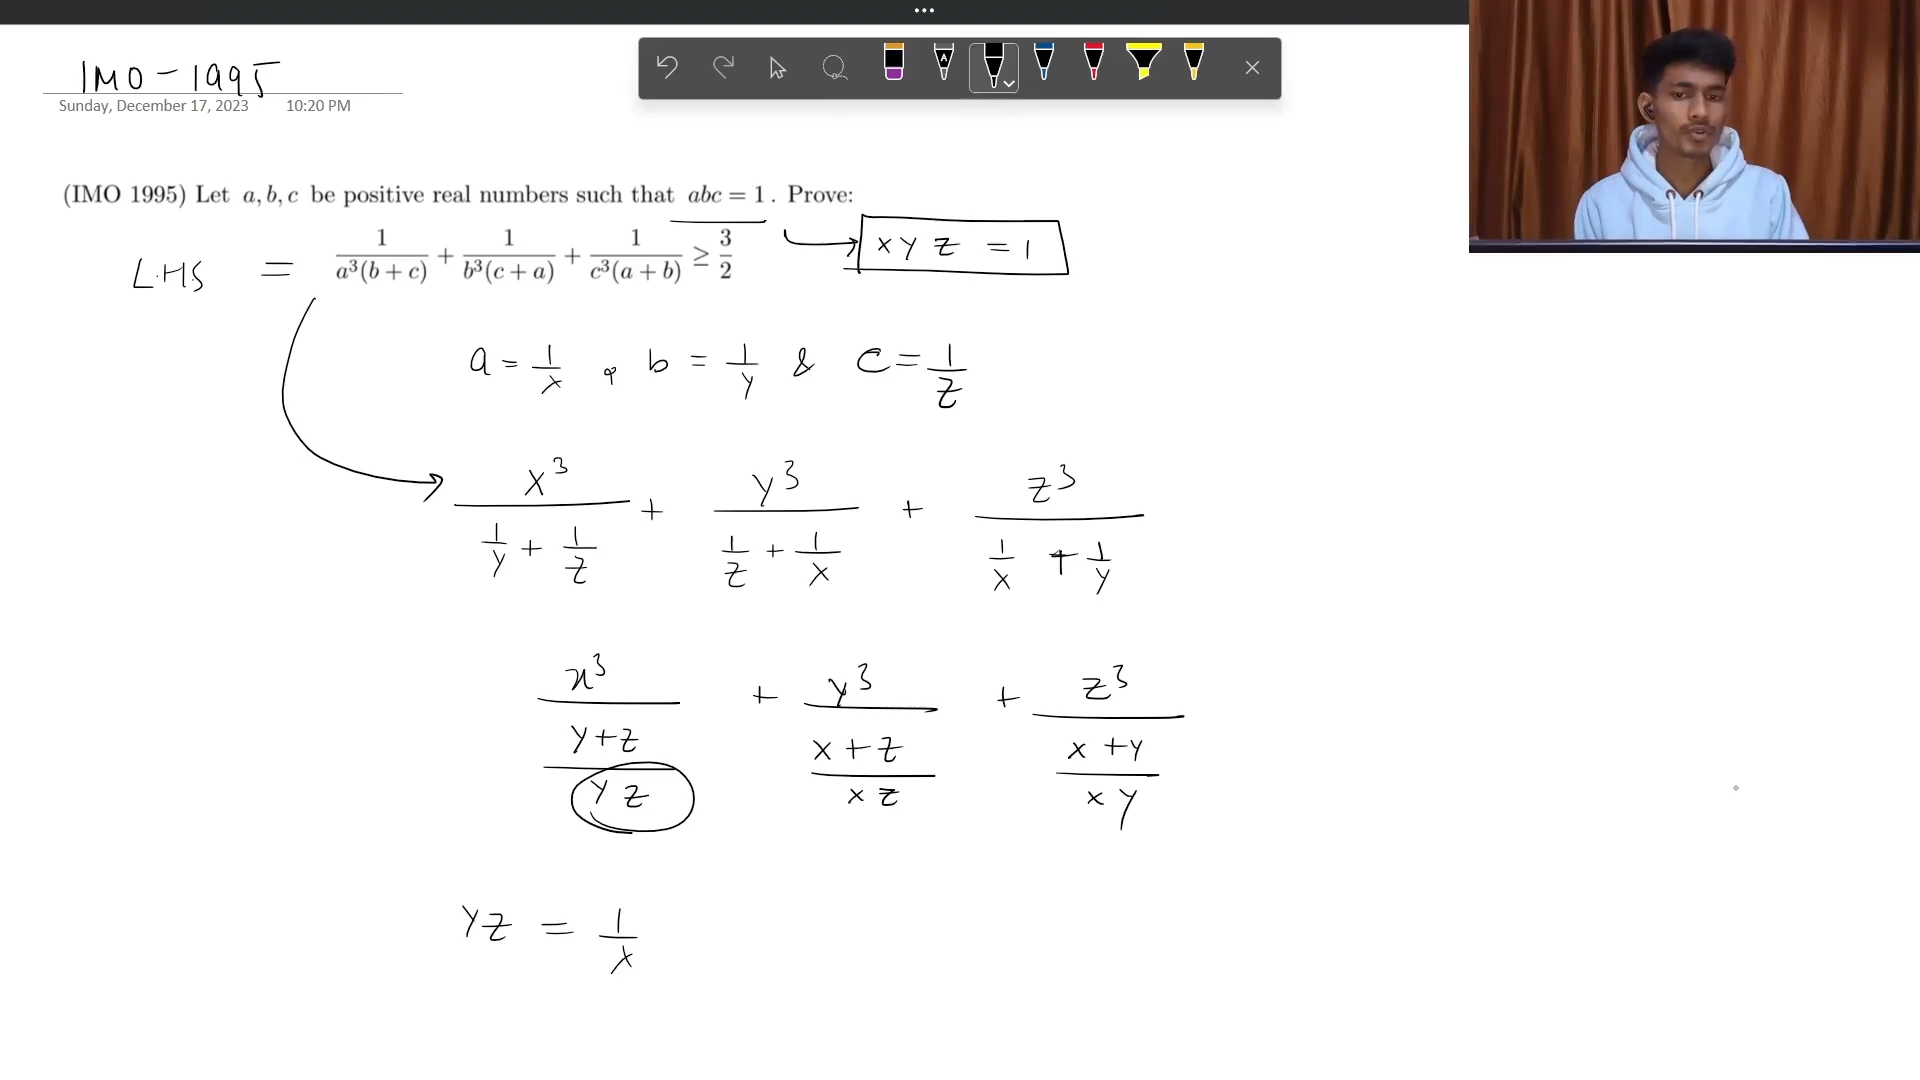 IMO - 1995
Sunday, December 17, 2023 10:20 PM
(IMO 1995) Let a, b, c be positive real numbers such that abc = 1. Prove:
LHS = 1/(a³(b + c)) + 1/(b³(c + a)) + 1/(c³(a + b)) ≥ 3/2
xyz = 1
a = 1/x , b = 1/y & c = 1/z
x³/(1/y + 1/z) + y³/(1/z + 1/x) + z³/(1/x + 1/y)
x³/((y+z)/(yz)) + y³/((x+z)/(xz)) + z³/((x+y)/(xy))
yz = 1/x